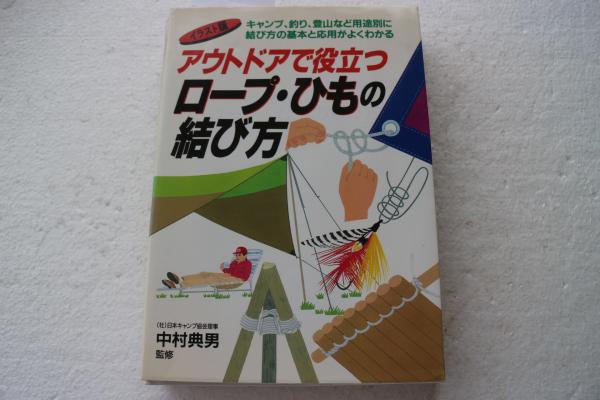 イラスト版
キャンプ、釣り、登山など用途別に
結び方の基本と応用がよくわかる
アウトドアで役立つ
ロープ・ひもの
結び方
(社)日本キャンプ協会理事
中村典男
監修